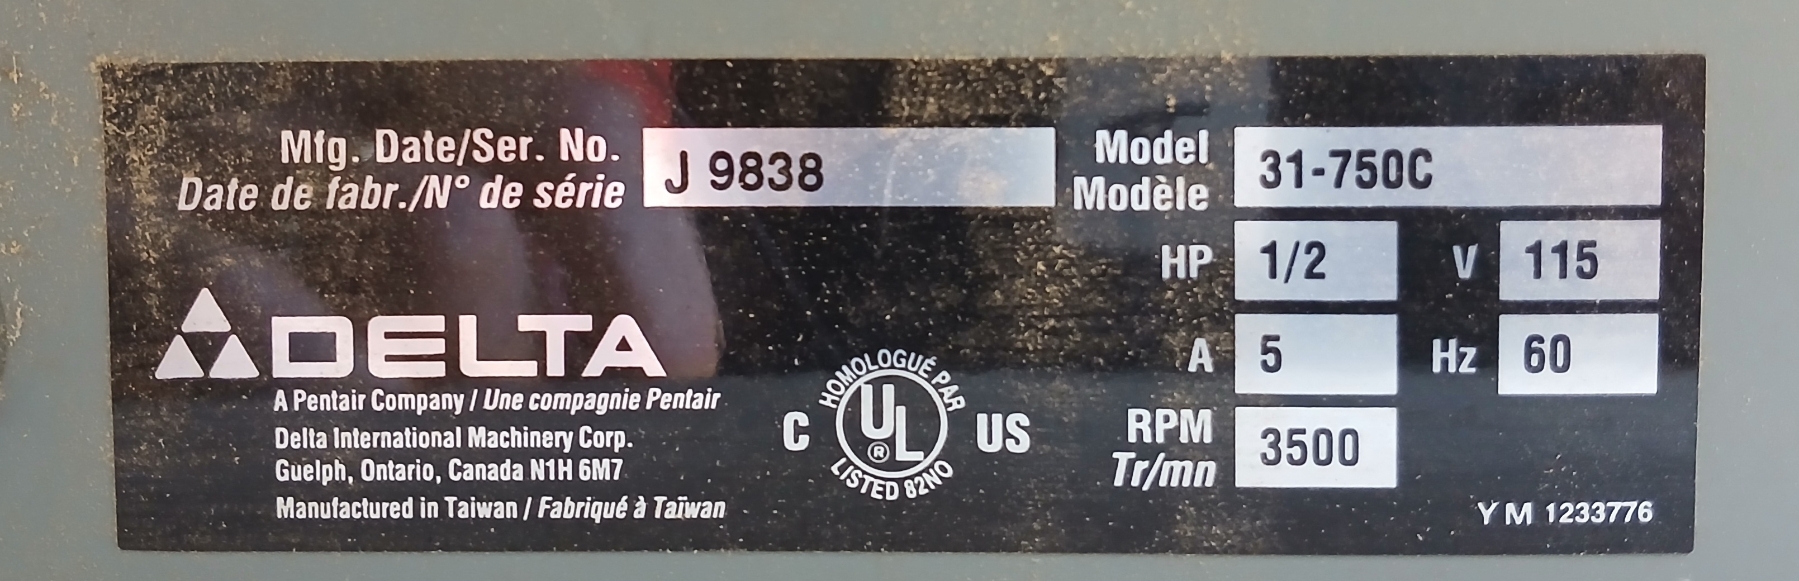 Mfg. Date/Ser. No.
Date de fabr./N° de série
J 9838
Model
Modèle
31-750C
HP 1/2 V 115
A 5 Hz 60
RPM
Tr/mn
3500
DELTA
A Pentair Company / Une compagnie Pentair
Delta International Machinery Corp.
Guelph, Ontario, Canada N1H 6M7
Manufactured in Taiwan / Fabriqué à Taïwan
HOMOLOGUÉ PAR
C UL® US
LISTED 82NO
YM 1233776